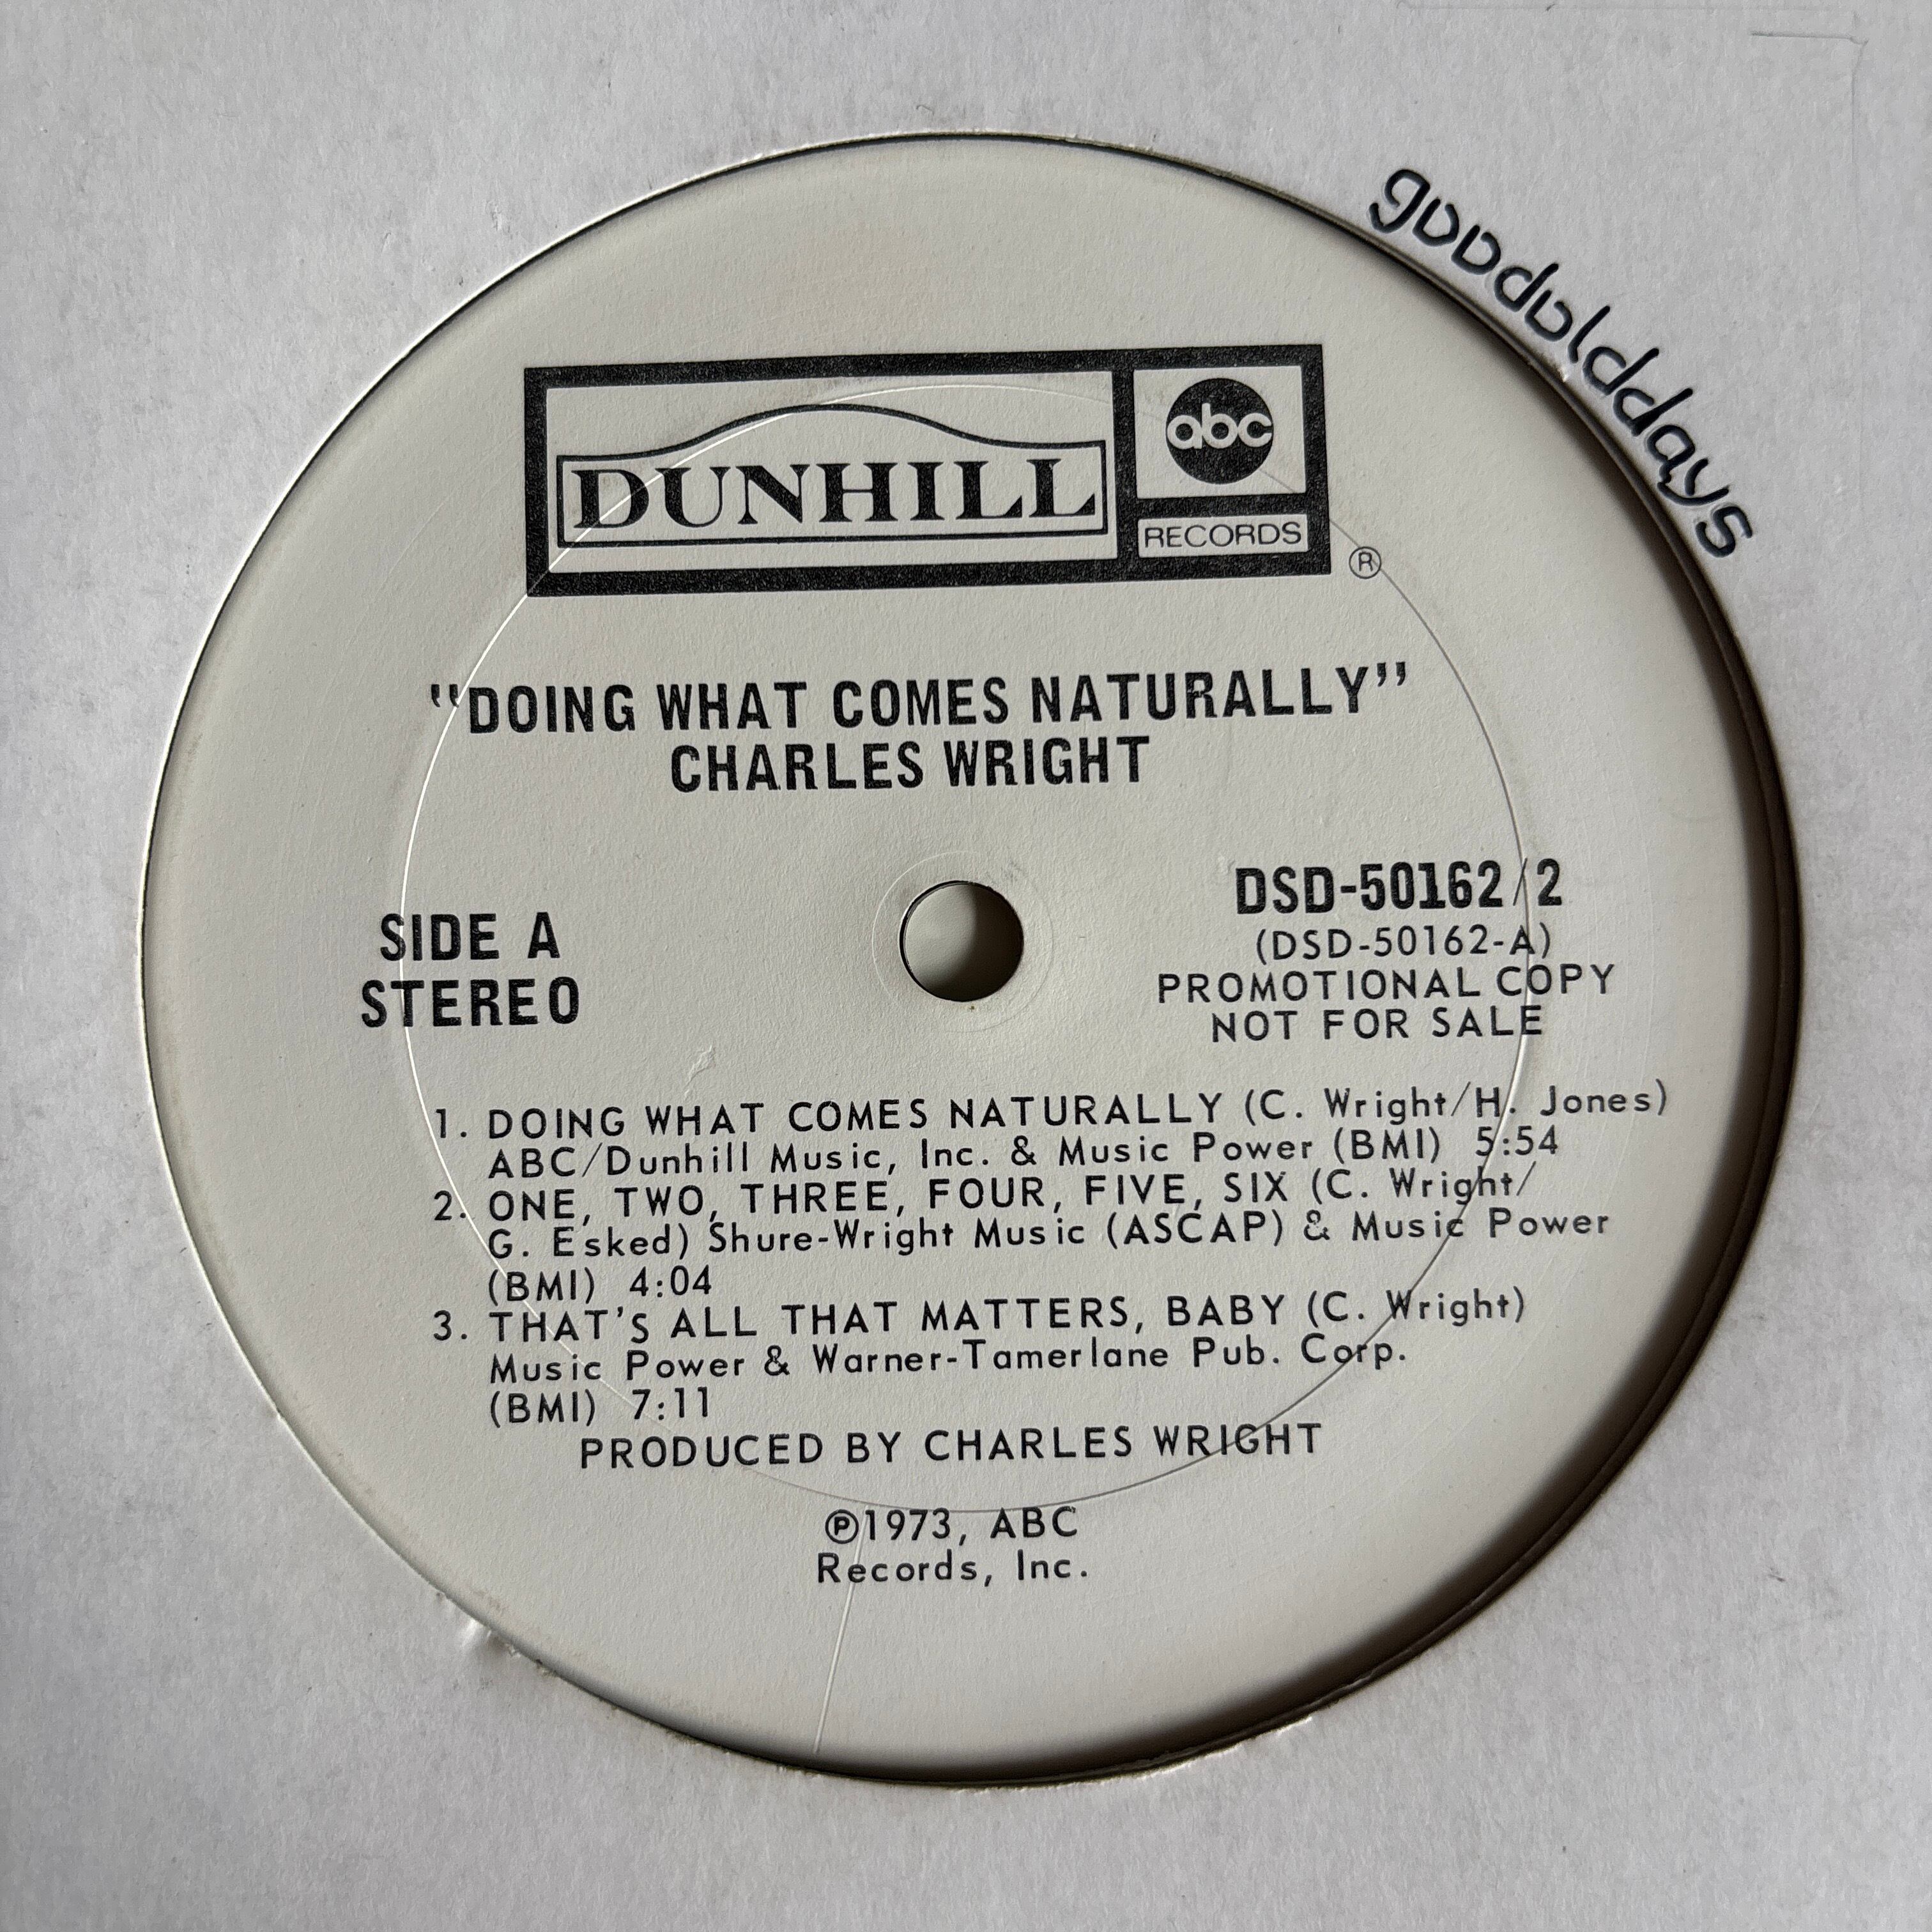 gooddolddays
DUNHILL
abc
RECORDS
®
"DOING WHAT COMES NATURALLY"
CHARLES WRIGHT
SIDE A
STEREO
DSD-50162/2
(DSD-50162-A)
PROMOTIONAL COPY
NOT FOR SALE
1. DOING WHAT COMES NATURALLY (C. Wright/H. Jones)
ABC/Dunhill Music, Inc. & Music Power (BMI) 5:54
2. ONE, TWO, THREE, FOUR, FIVE, SIX (C. Wright/
G. Esked) Shure-Wright Music (ASCAP) & Music Power
(BMI) 4:04
3. THAT'S ALL THAT MATTERS, BABY (C. Wright)
Music Power & Warner-Tamerlane Pub. Corp.
(BMI) 7:11
PRODUCED BY CHARLES WRIGHT
℗1973, ABC
Records, Inc.